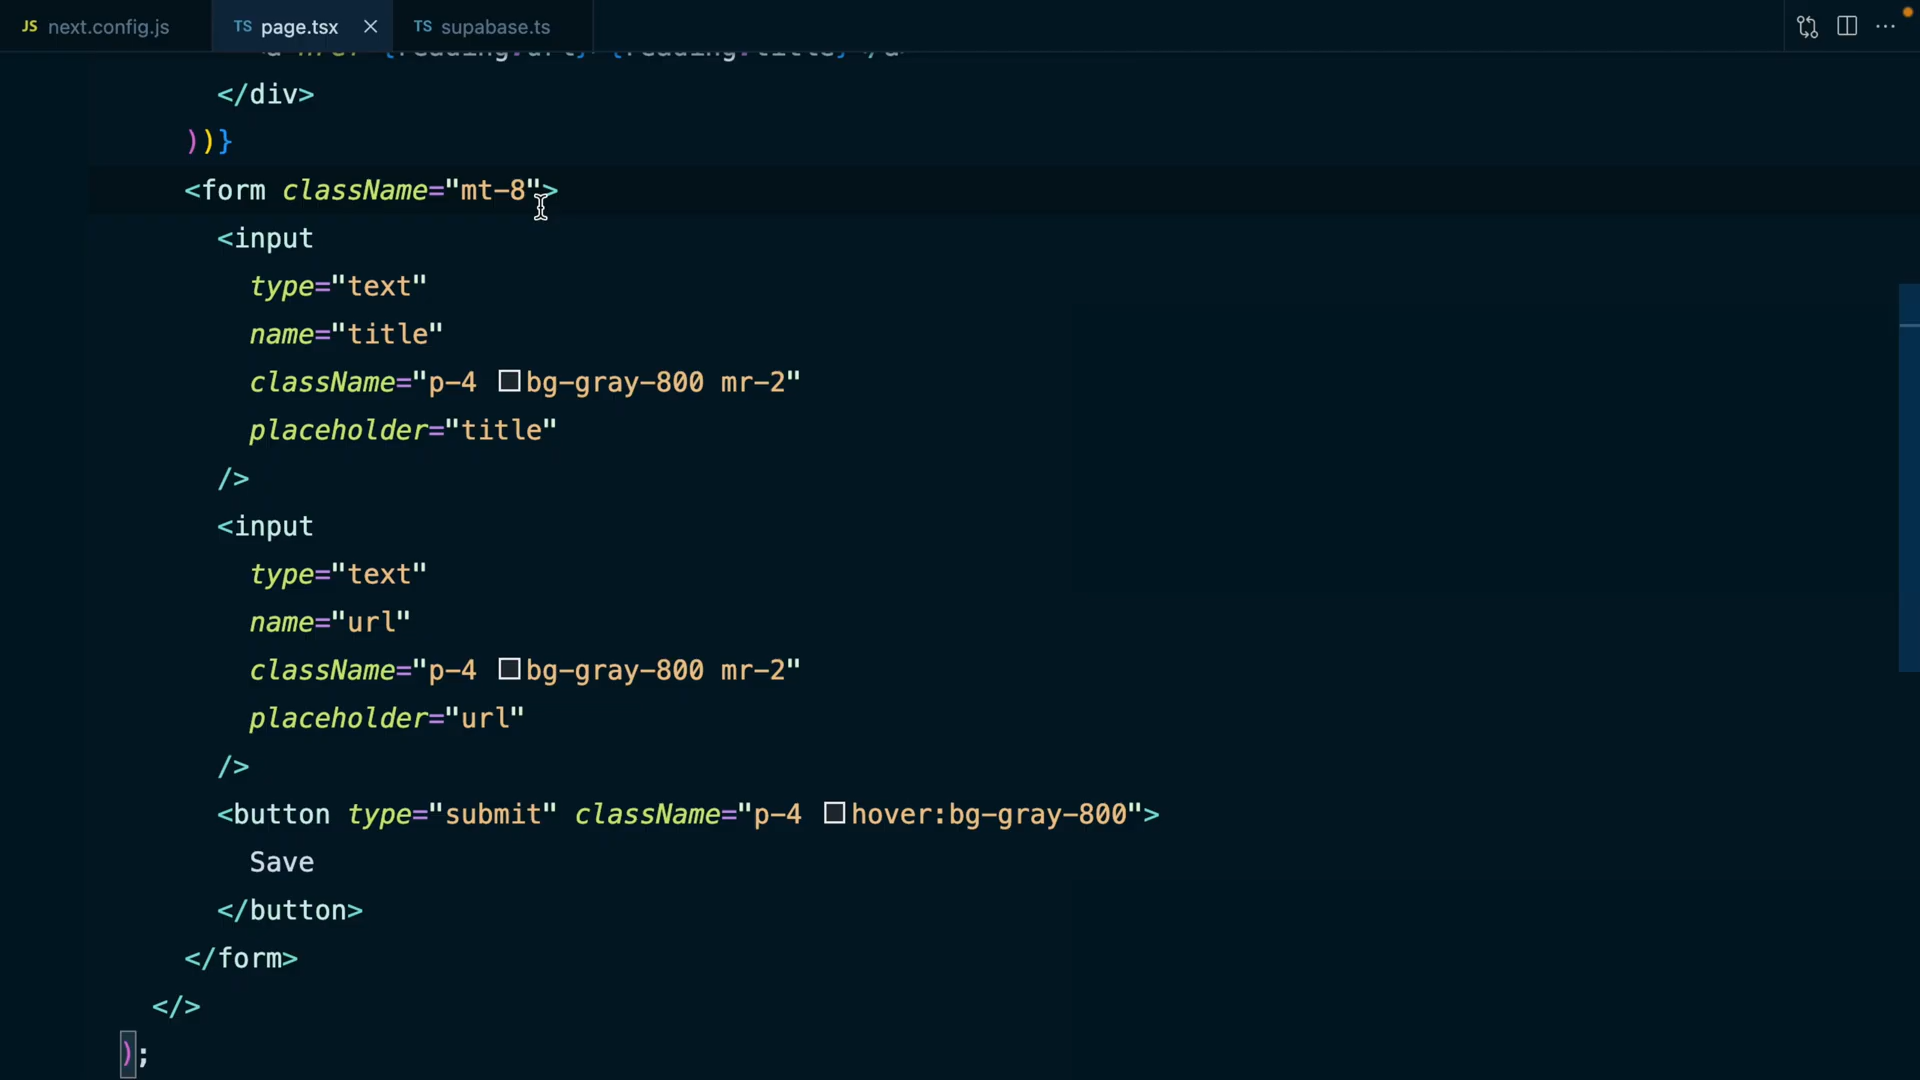 JS next.config.js TS page.tsx TS supabase.ts
</div>
))}
<form className="mt-8">
<input
type="text"
name="title"
className="p-4 bg-gray-800 mr-2"
placeholder="title"
/>
<input
type="text"
name="url"
className="p-4 bg-gray-800 mr-2"
placeholder="url"
/>
<button type="submit" className="p-4 hover:bg-gray-800">
Save
</button>
</form>
</>
);